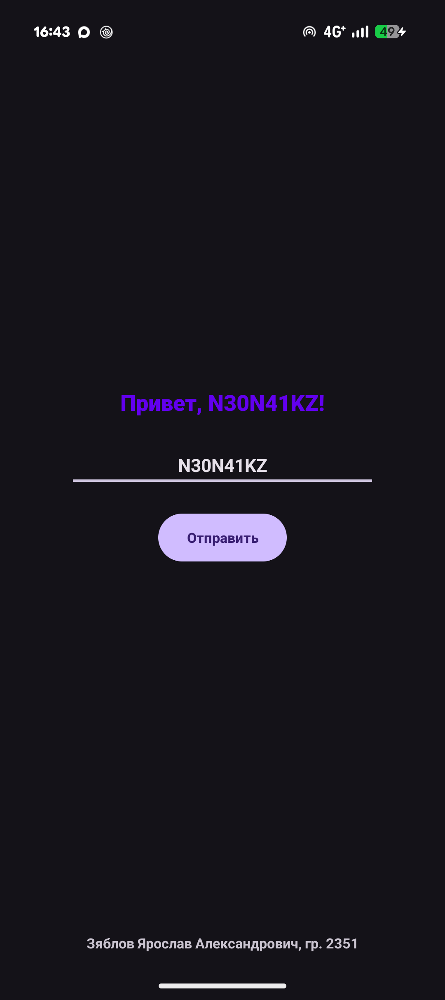 16:43 4G+ 49
Привет, N30N41KZ!
N30N41KZ
Отправить
Зяблов Ярослав Александрович, гр. 2351